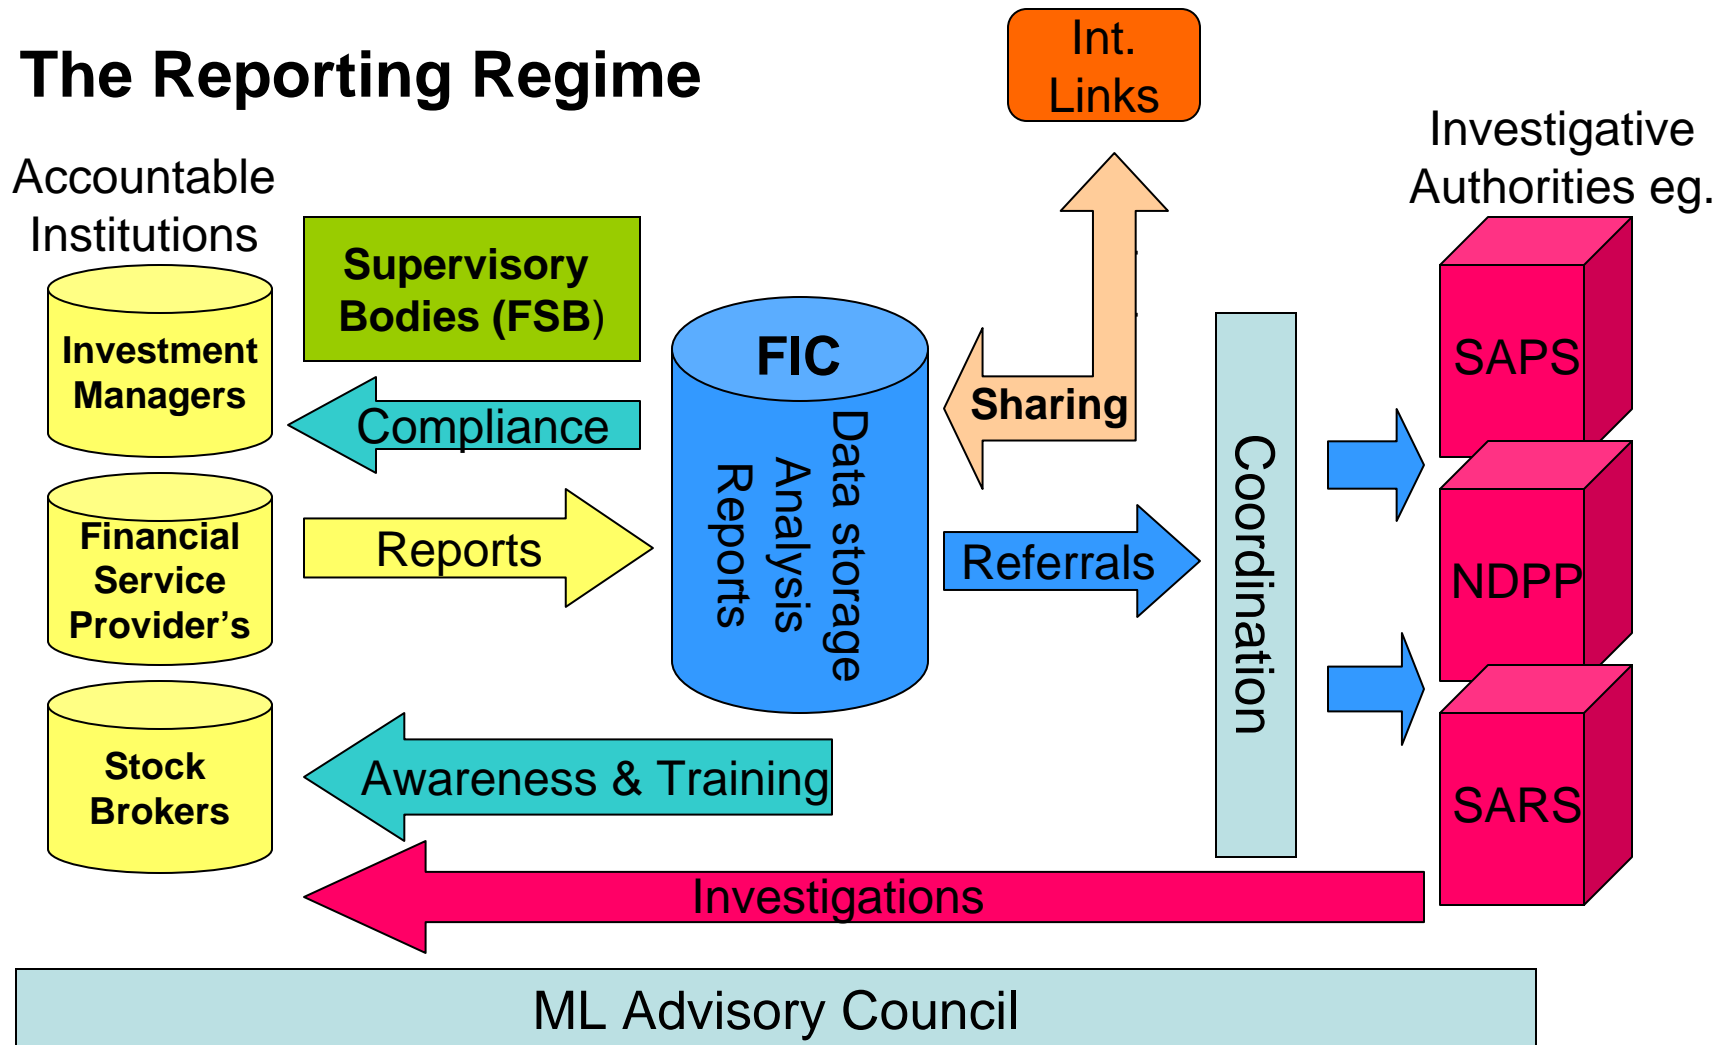 The Reporting Regime
Int.
Links
Investigative
Authorities eg.
Accountable
Institutions
Supervisory
Bodies (FSB)
Investment
Managers
Compliance
FIC
Data storage
Analysis
Reports
Sharing
Coordination
SAPS
Financial
Service
Provider's
Reports
Referrals
NDPP
Stock
Brokers
Awareness & Training
SARS
Investigations
ML Advisory Council